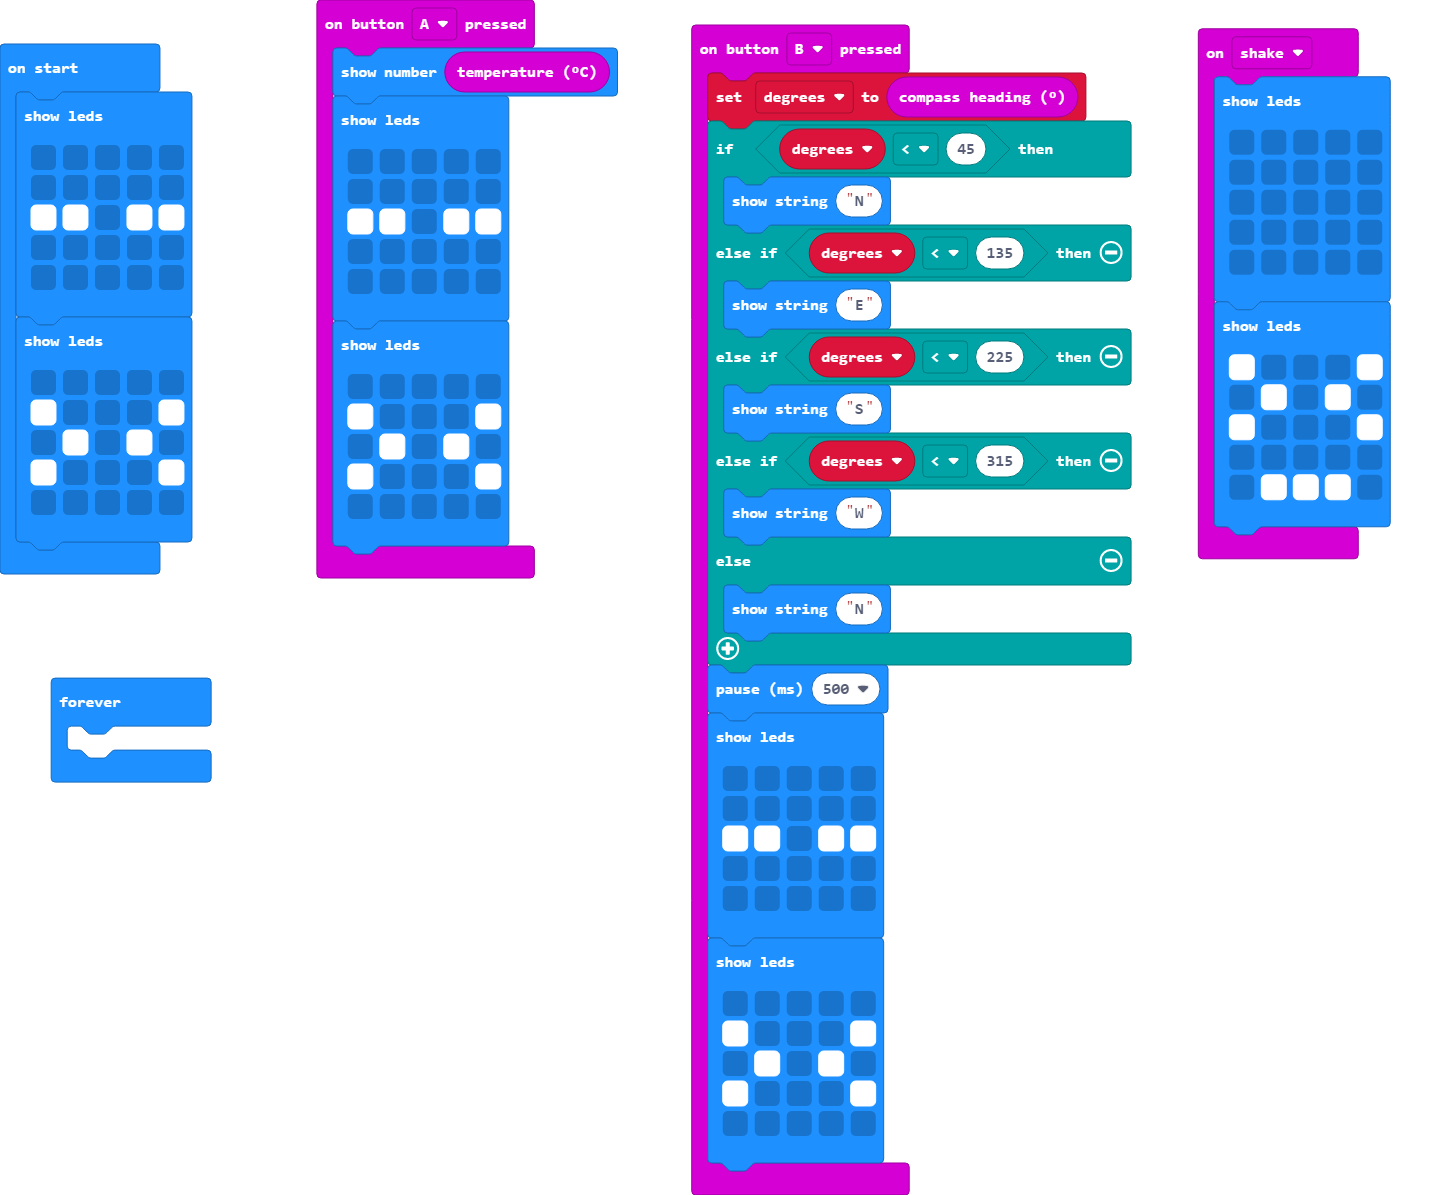 on start
show leds
show leds
forever
on button A pressed
show number temperature (ºC)
show leds
show leds
on button B pressed
set degrees to compass heading (º)
if degrees < 45 then
show string "N"
else if degrees < 135 then
show string "E"
else if degrees < 225 then
show string "S"
else if degrees < 315 then
show string "W"
else
show string "N"
pause (ms) 500
show leds
show leds
on shake
show leds
show leds